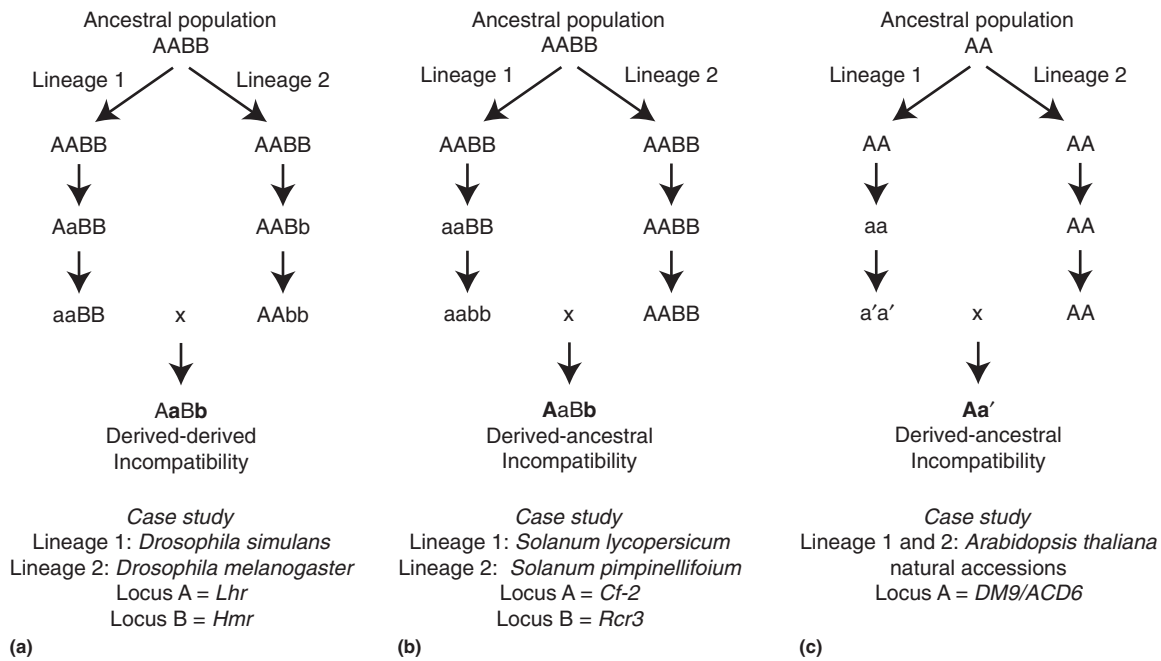 Ancestral population
AABB
Lineage 1
Lineage 2
AABB
AABB
AaBB
AABb
aaBB
x
AAbb
AaBb
Derived-derived
Incompatibility
Case study
Lineage 1: Drosophila simulans
Lineage 2: Drosophila melanogaster
Locus A = Lhr
Locus B = Hmr
(a)
Ancestral population
AABB
Lineage 1
Lineage 2
AABB
AABB
aaBB
AABB
aabb
x
AABB
AaBb
Derived-ancestral
Incompatibility
Case study
Lineage 1: Solanum lycopersicum
Lineage 2: Solanum pimpinellifoium
Locus A = Cf-2
Locus B = Rcr3
(b)
Ancestral population
AA
Lineage 1
Lineage 2
AA
AA
aa
AA
a′a′
x
AA
Aa′
Derived-ancestral
Incompatibility
Case study
Lineage 1 and 2: Arabidopsis thaliana
natural accessions
Locus A = DM9/ACD6
(c)